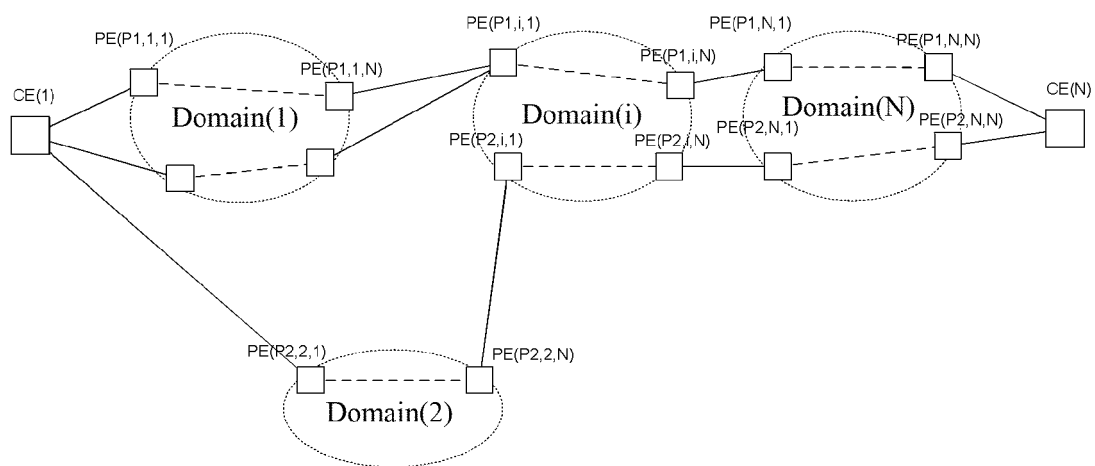 PE(P1,i,1)
PE(P1,1,1)
PE(P1,N,1)
PE(P1,N,N)
PE(P1,i,N)
PE(P1,1,N)
CE(1)
CE(N)
Domain(1)
Domain(i)
Domain(N)
PE(P2,i,1)
PE(P2,i,N)
PE(P2,N,1)
PE(P2,N,N)
PE(P2,2,1)
PE(P2,2,N)
Domain(2)